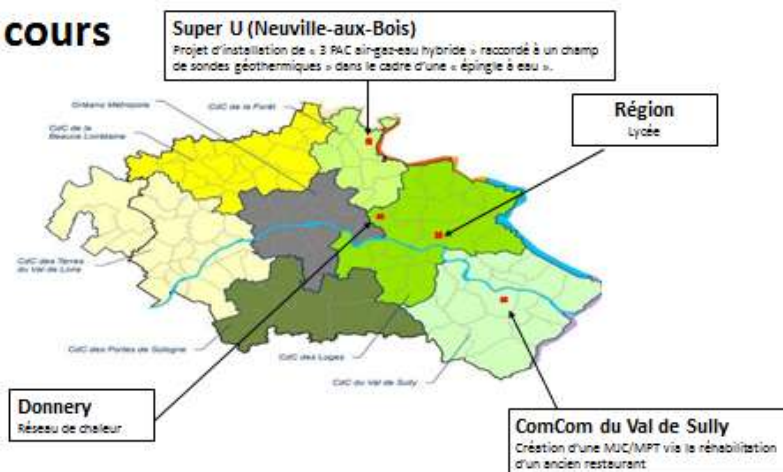 cours
Super U (Neuville-aux-Bois)
Projet d'installation de « 3 PAC air-gaz-eau hybride » raccordé à un champ
de sondes géothermiques » dans le cadre d'une « épingle à eau ».
Région
Lycée
Orléans Métropole
CdC de la Forêt
CdC de la
Beauce Loirétaine
CdC des Terres
du Val de Loire
CdC des Portes de Sologne
CdC des Loges
CdC du Val de Sully
Donnery
Réseau de chaleur
ComCom du Val de Sully
Création d'une MJC/MPT via la réhabilitation
d'un ancien restaurant